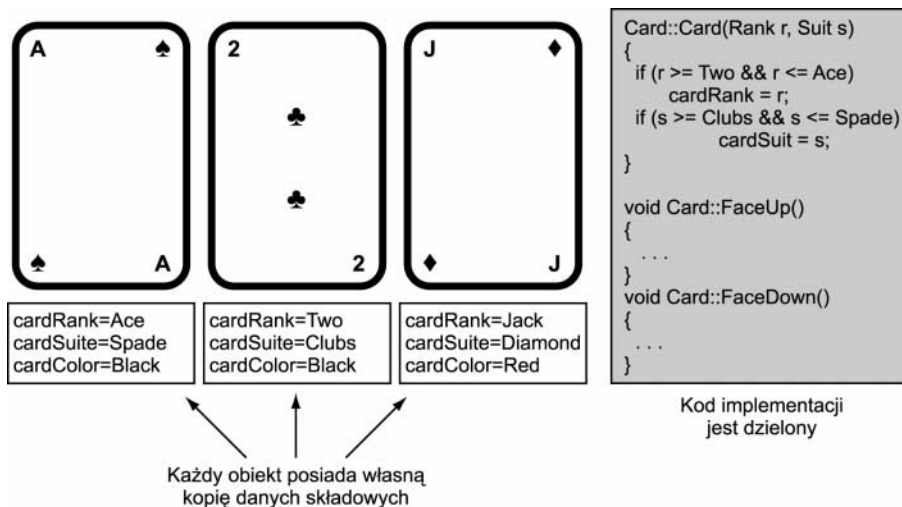 A ♠
♠ A
2
2
J ♦
♦ J
cardRank=Ace
cardSuite=Spade
cardColor=Black
cardRank=Two
cardSuite=Clubs
cardColor=Black
cardRank=Jack
cardSuite=Diamond
cardColor=Red
Każdy obiekt posiada własną
kopię danych składowych
Card::Card(Rank r, Suit s)
{
if (r >= Two && r <= Ace)
cardRank = r;
if (s >= Clubs && s <= Spade)
cardSuit = s;
}
void Card::FaceUp()
{
. . .
}
void Card::FaceDown()
{
. . .
}
Kod implementacji
jest dzielony